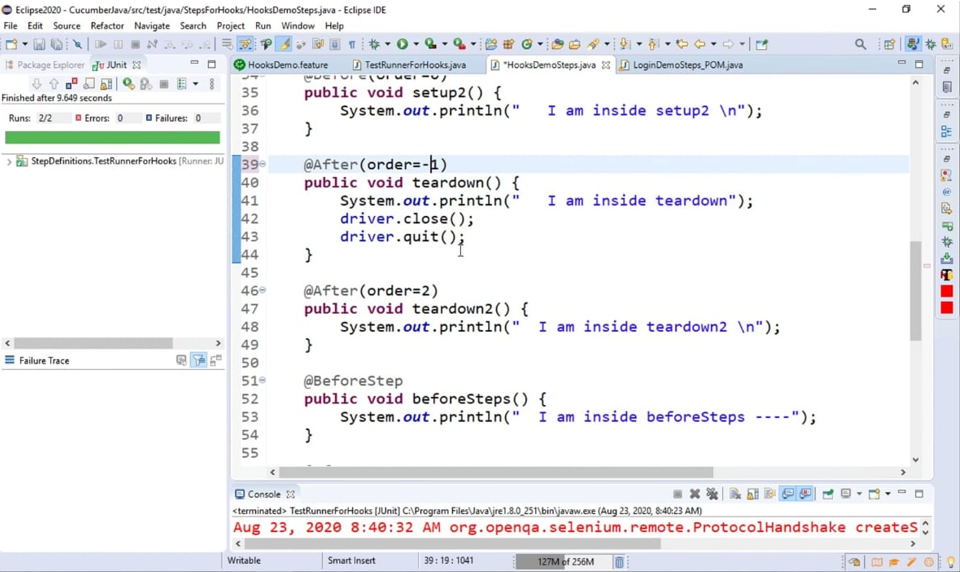 Eclipse2020 - CucumberJava/src/test/java/StepsForHooks/HooksDemoSteps.java - Eclipse IDE
File Edit Source Refactor Navigate Search Project Run Window Help
Package Explorer JUnit
HooksDemo.feature TestRunnerForHooks.java *HooksDemoSteps.java LoginDemoSteps_POM.java
Finished after 9.649 seconds
Runs: 2/2 Errors: 0 Failures: 0
StepDefinitions.TestRunnerForHooks [Runner: JU
Failure Trace
34 @Before(order=0)
35 public void setup2() {
36 System.out.println("   I am inside setup2 \n");
37 }
38
39 @After(order=-1)
40 public void teardown() {
41 System.out.println("   I am inside teardown");
42 driver.close();
43 driver.quit();
44 }
45
46 @After(order=2)
47 public void teardown2() {
48 System.out.println("  I am inside teardown2 \n");
49 }
50
51 @BeforeStep
52 public void beforeSteps() {
53 System.out.println("  I am inside beforeSteps ----");
54 }
55
Console
<terminated> TestRunnerForHooks [JUnit] C:\Program Files\Java\jre1.8.0_251\bin\javaw.exe (Aug 23, 2020 8:40:23 AM)
Aug 23, 2020 8:40:32 AM org.openqa.selenium.remote.ProtocolHandshake createS
Writable Smart Insert 39 : 19 : 1041 127M of 256M